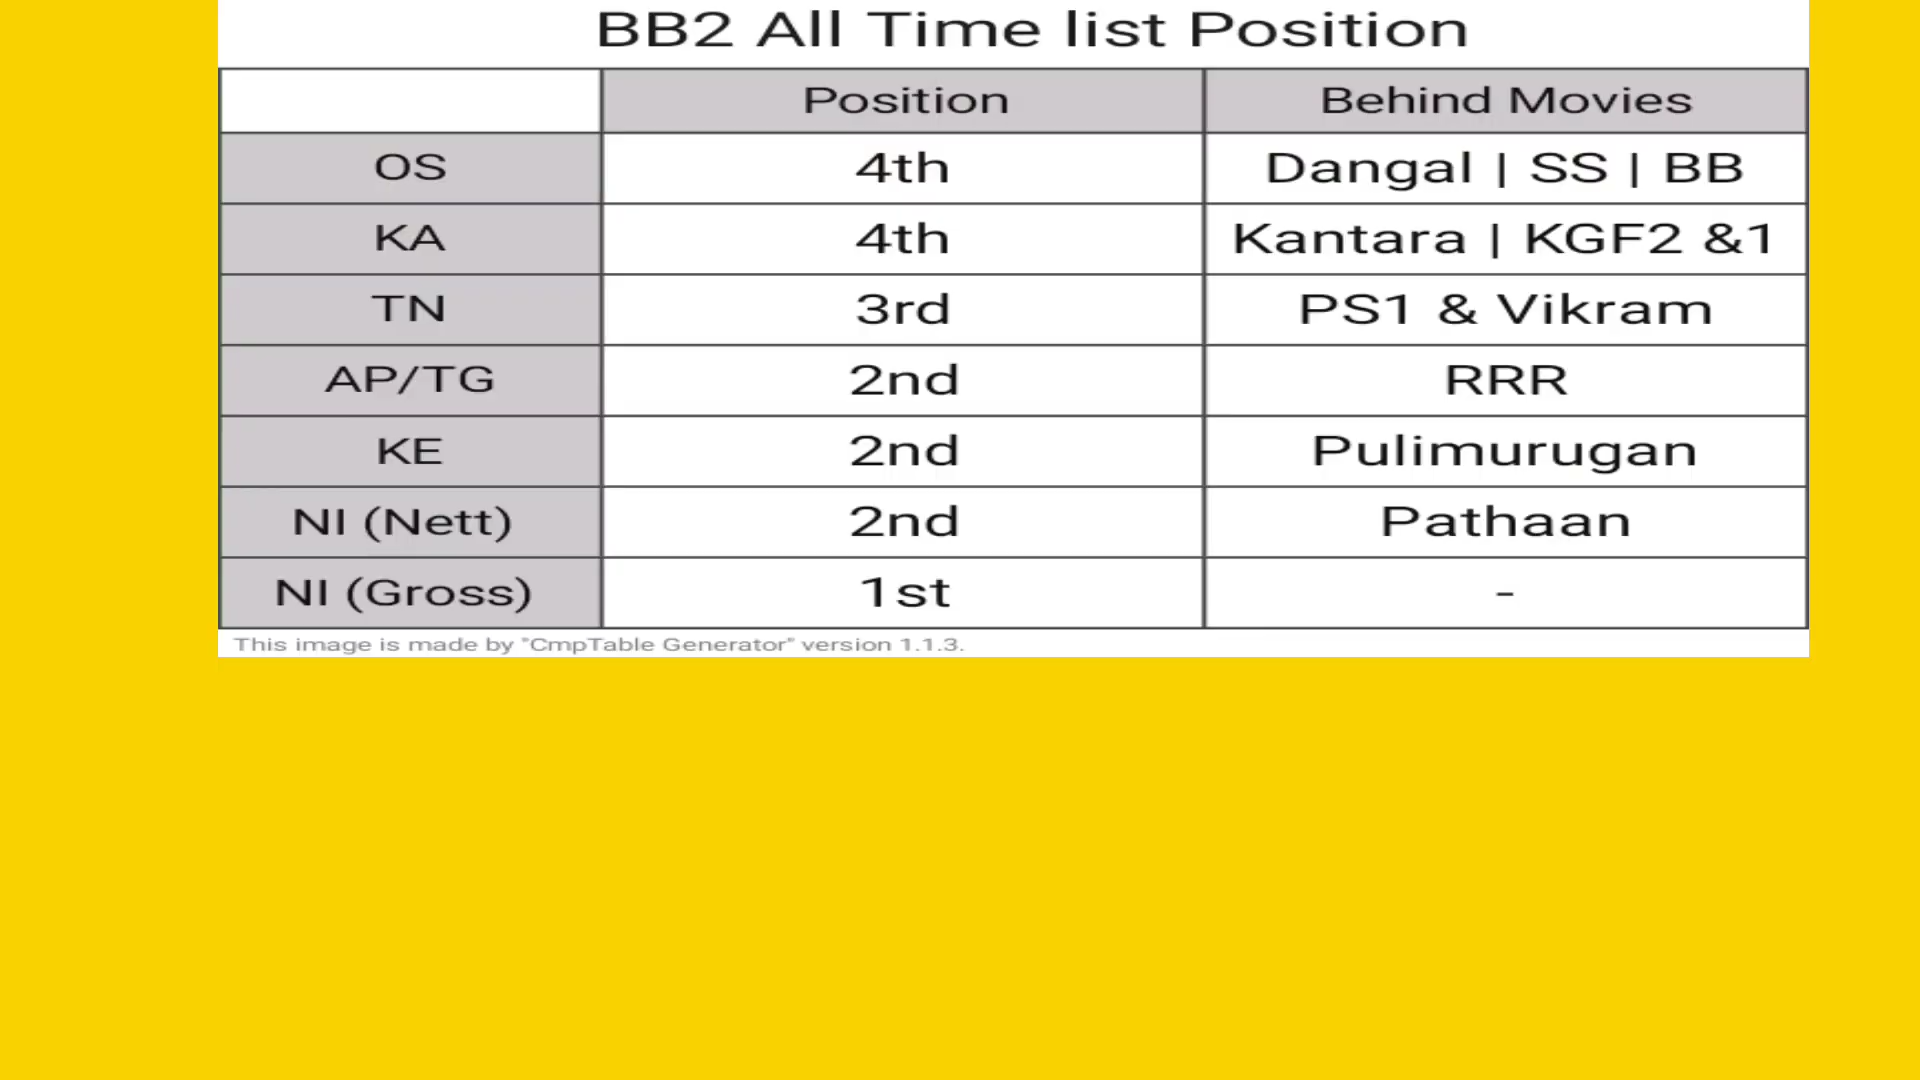 BB2 All Time list Position
Position Behind Movies
OS 4th Dangal | SS | BB
KA 4th Kantara | KGF2 &1
TN 3rd PS1 & Vikram
AP/TG 2nd RRR
KE 2nd Pulimurugan
NI (Nett) 2nd Pathaan
NI (Gross) 1st -
This image is made by "CmpTable Generator" version 1.1.3.